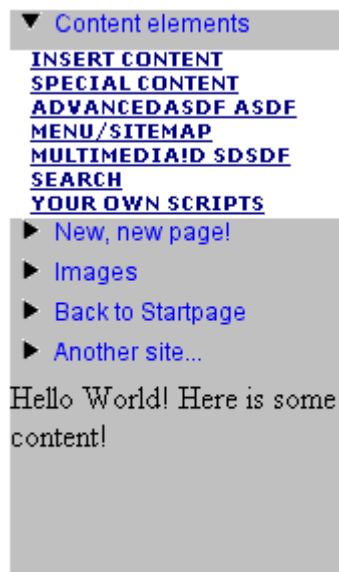 Content elements
INSERT CONTENT
SPECIAL CONTENT
ADVANCEDASDF ASDF
MENU/SITEMAP
MULTIMEDIA!D SDSDF
SEARCH
YOUR OWN SCRIPTS
New, new page!
Images
Back to Startpage
Another site...
Hello World! Here is some
content!